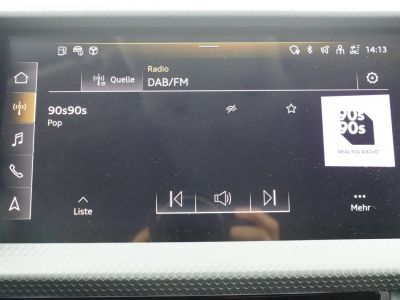 14:13
Quelle
Radio
DAB/FM
90s90s
Pop
90s
90s
REAL 90s RADIO
Liste
Mehr